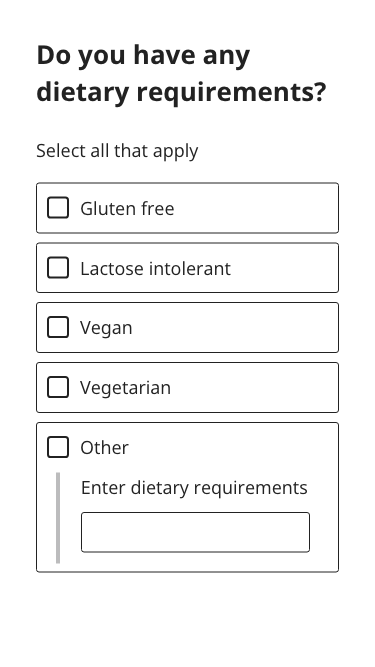 Do you have any
dietary requirements?
Select all that apply
Gluten free
Lactose intolerant
Vegan
Vegetarian
Other
Enter dietary requirements